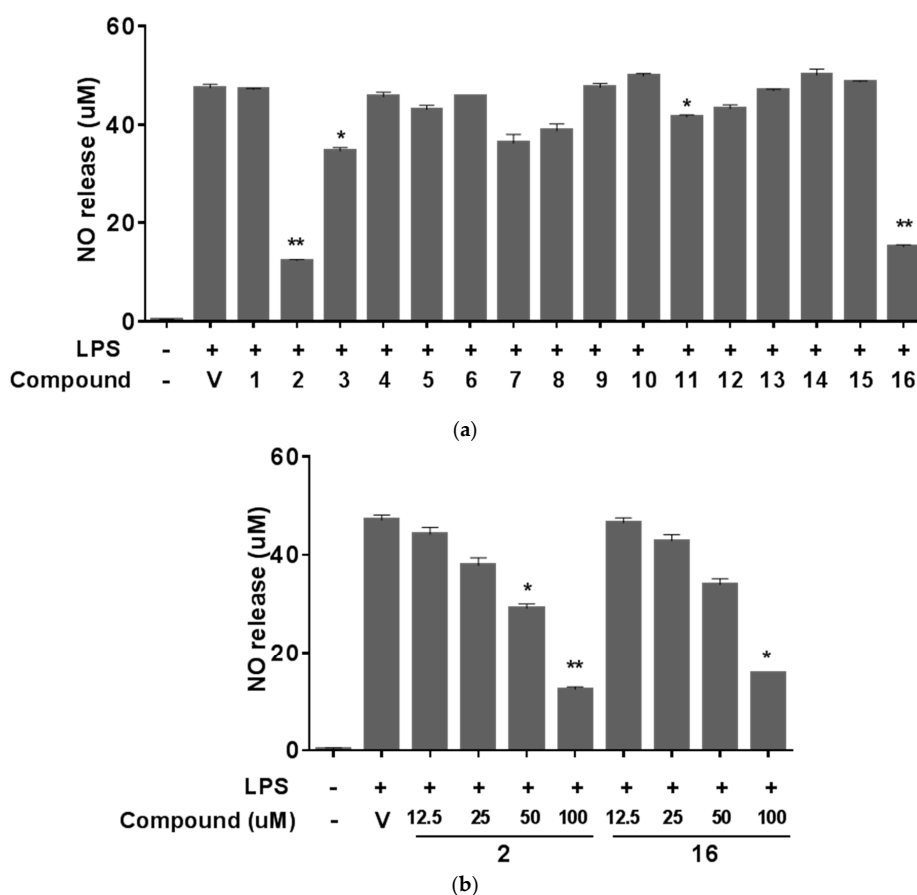 60
40
20
0
NO release (uM)
** * * **
LPS - + + + + + + + + + + + + + + + + +
Compound - V 1 2 3 4 5 6 7 8 9 10 11 12 13 14 15 16
(a)
60
40
20
0
NO release (uM)
* ** *
LPS - + + + + + + + + +
Compound (uM) - V 12.5 25 50 100 12.5 25 50 100
2 16
(b)